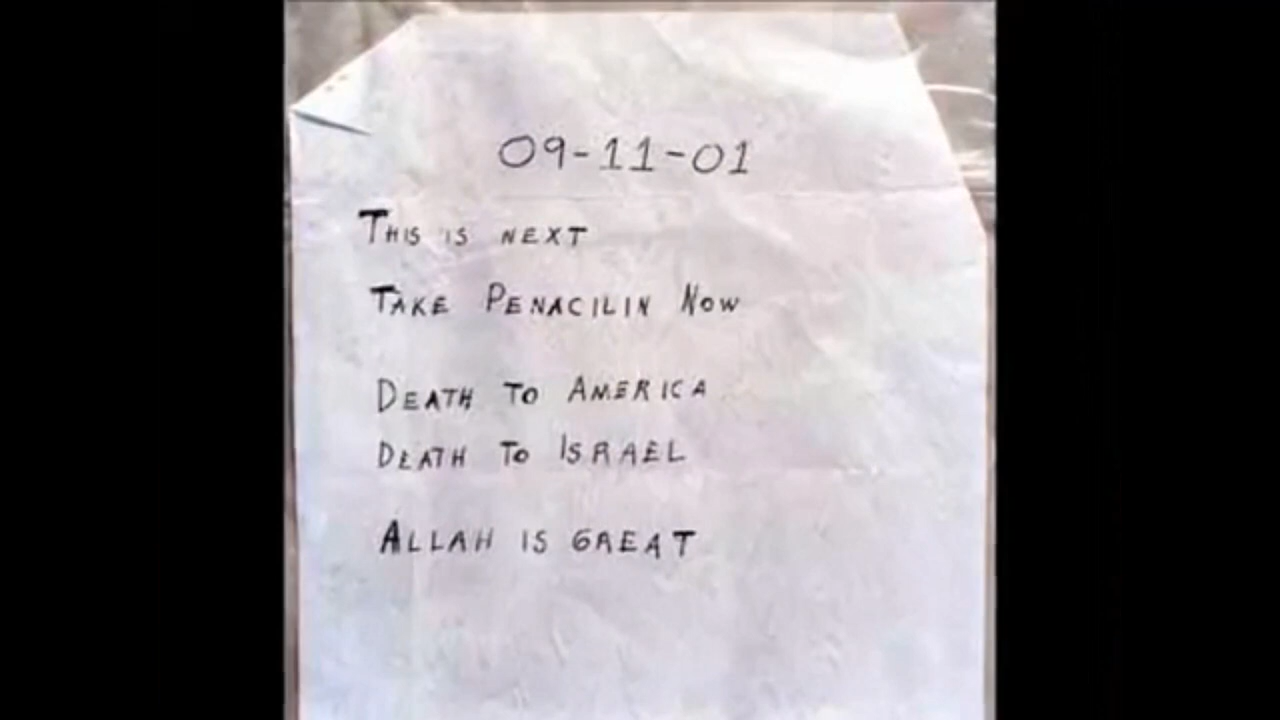 09-11-01
THIS IS NEXT
TAKE PENACILIN NOW
DEATH TO AMERICA
DEATH TO ISRAEL
ALLAH IS GREAT